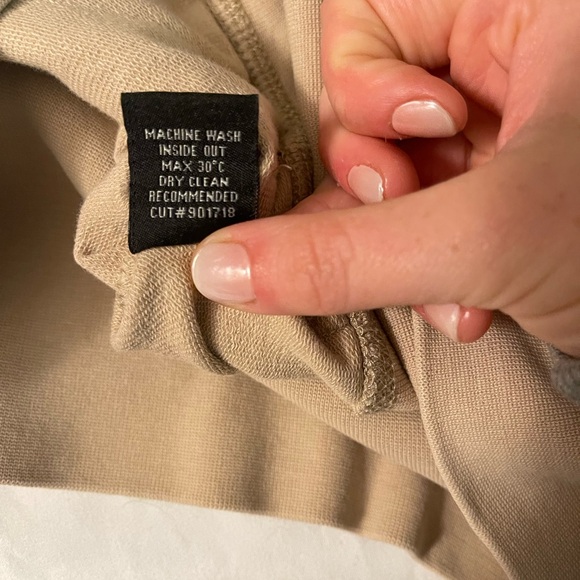 MACHINE WASH
INSIDE OUT
MAX 30°C
DRY CLEAN
RECOMMENDED
CUT#901718